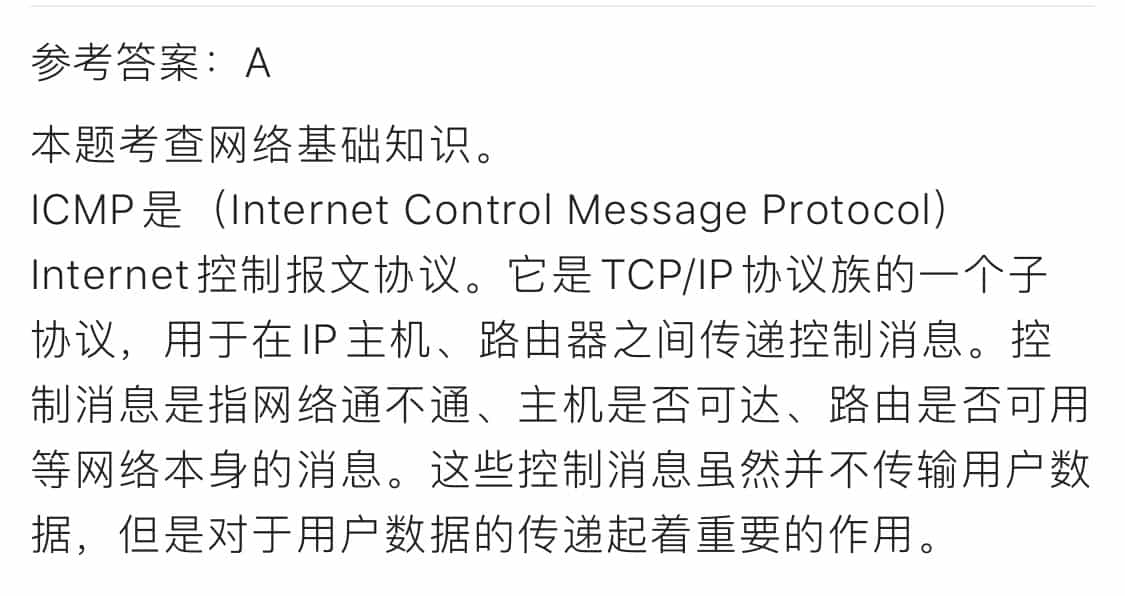 参考答案：A
本题考查网络基础知识。
ICMP是（Internet Control Message Protocol）
Internet控制报文协议。它是TCP/IP协议族的一个子
协议，用于在IP主机、路由器之间传递控制消息。控
制消息是指网络通不通、主机是否可达、路由是否可用
等网络本身的消息。这些控制消息虽然并不传输用户数
据，但是对于用户数据的传递起着重要的作用。